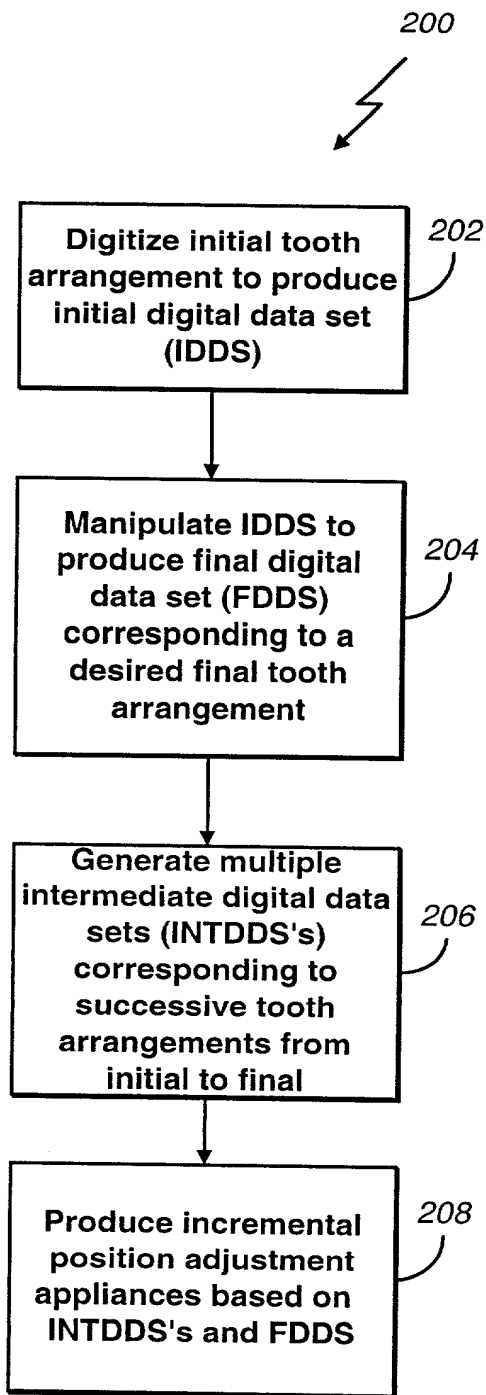 200
Digitize initial tooth
arrangement to produce
initial digital data set
(IDDS)
202
Manipulate IDDS to
produce final digital
data set (FDDS)
corresponding to a
desired final tooth
arrangement
204
Generate multiple
intermediate digital data
sets (INTDDS's)
corresponding to
successive tooth
arrangements from
initial to final
206
Produce incremental
position adjustment
appliances based on
INTDDS's and FDDS
208